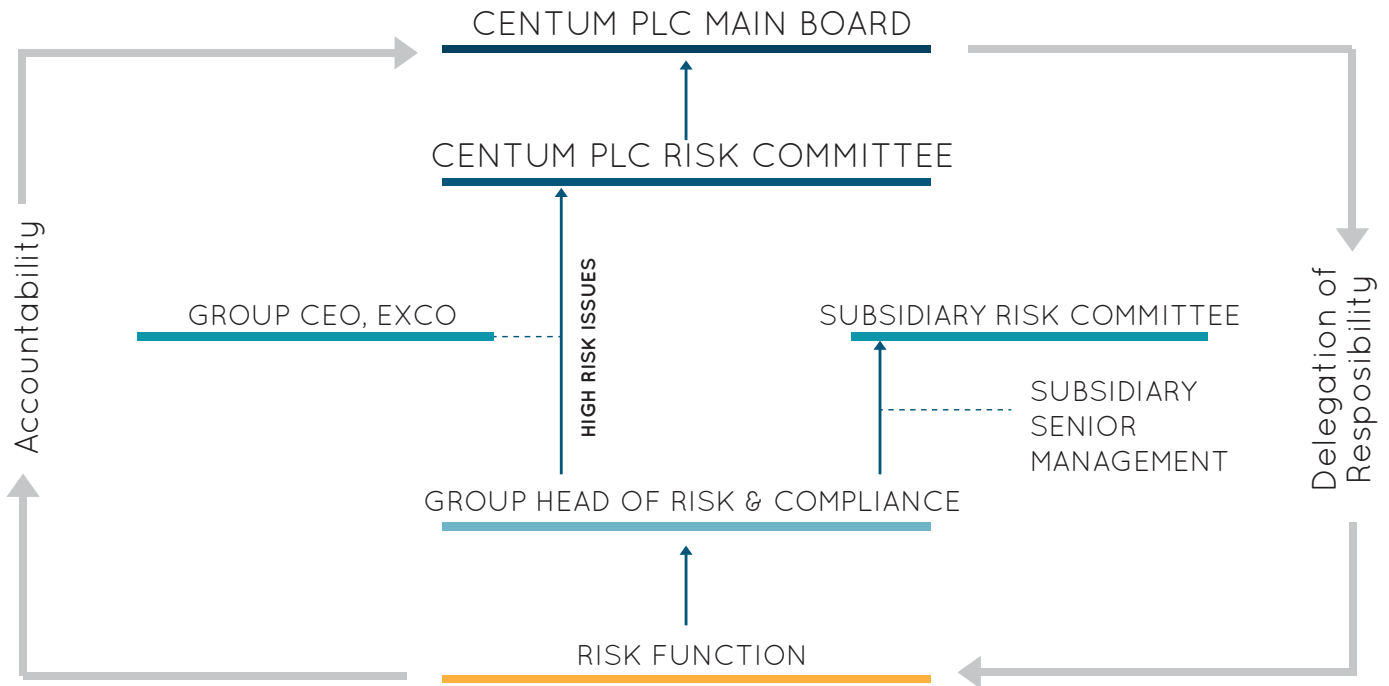 CENTUM PLC MAIN BOARD
CENTUM PLC RISK COMMITTEE
Accountability
GROUP CEO, EXCO
HIGH RISK ISSUES
SUBSIDIARY RISK COMMITTEE
SUBSIDIARY
SENIOR
MANAGEMENT
Delegation of
Resposibility
GROUP HEAD OF RISK & COMPLIANCE
RISK FUNCTION